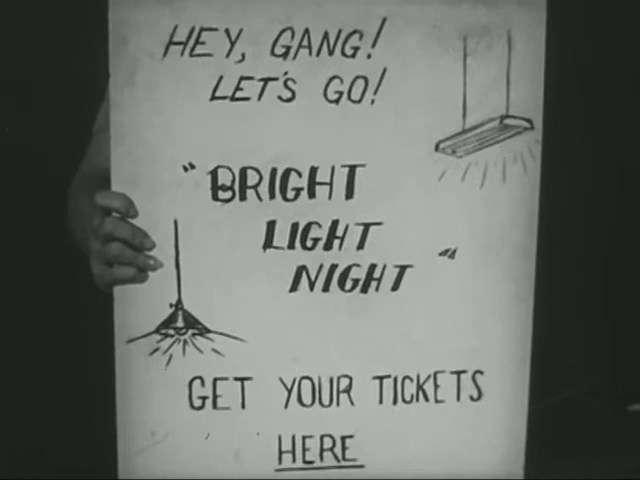 HEY, GANG!
LET'S GO!
"BRIGHT
LIGHT
NIGHT"
GET YOUR TICKETS
HERE